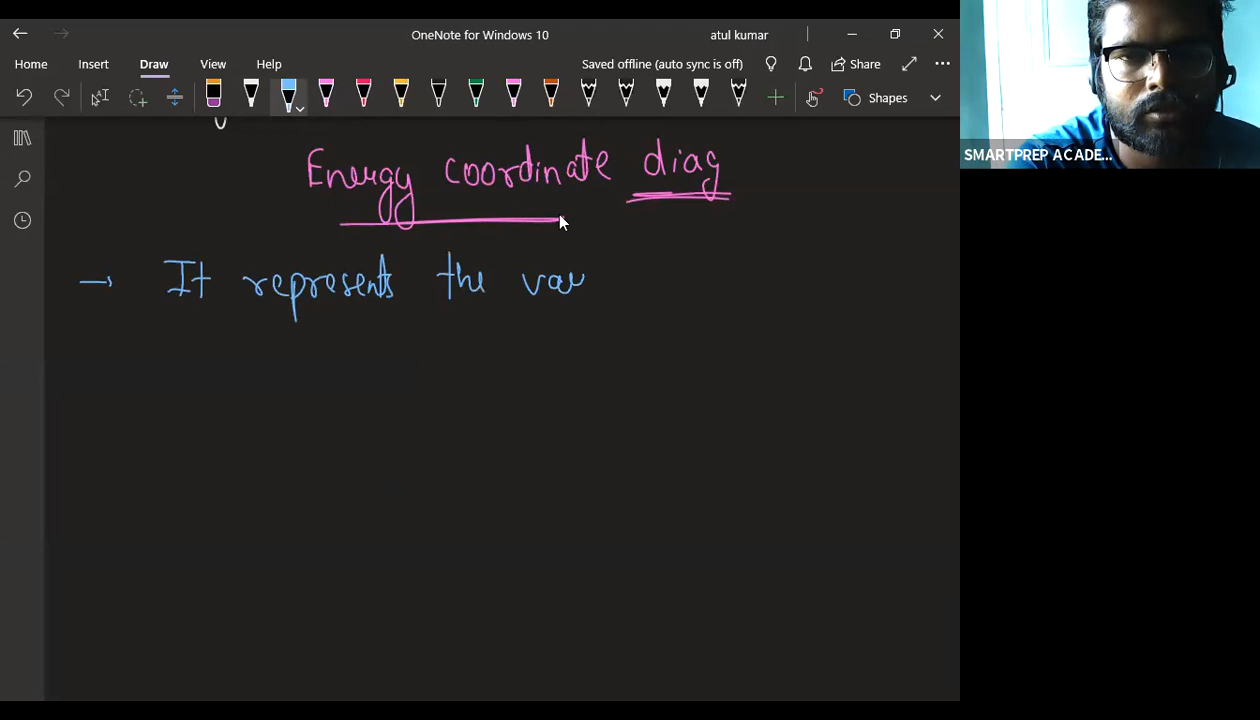 OneNote for Windows 10
atul kumar
Home Insert Draw View Help
Saved offline (auto sync is off)
Share
Shapes
SMARTPREP ACADE...
Energy coordinate diag
→ It represents the var